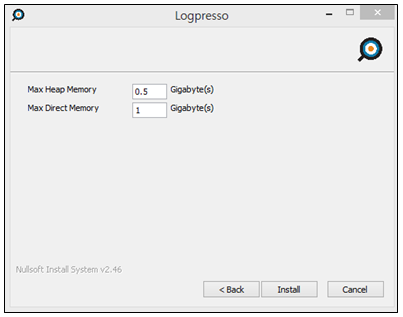 Logpresso
Max Heap Memory 0.5 Gigabyte(s)
Max Direct Memory 1 Gigabyte(s)
Nullsoft Install System v2.46
< Back Install Cancel